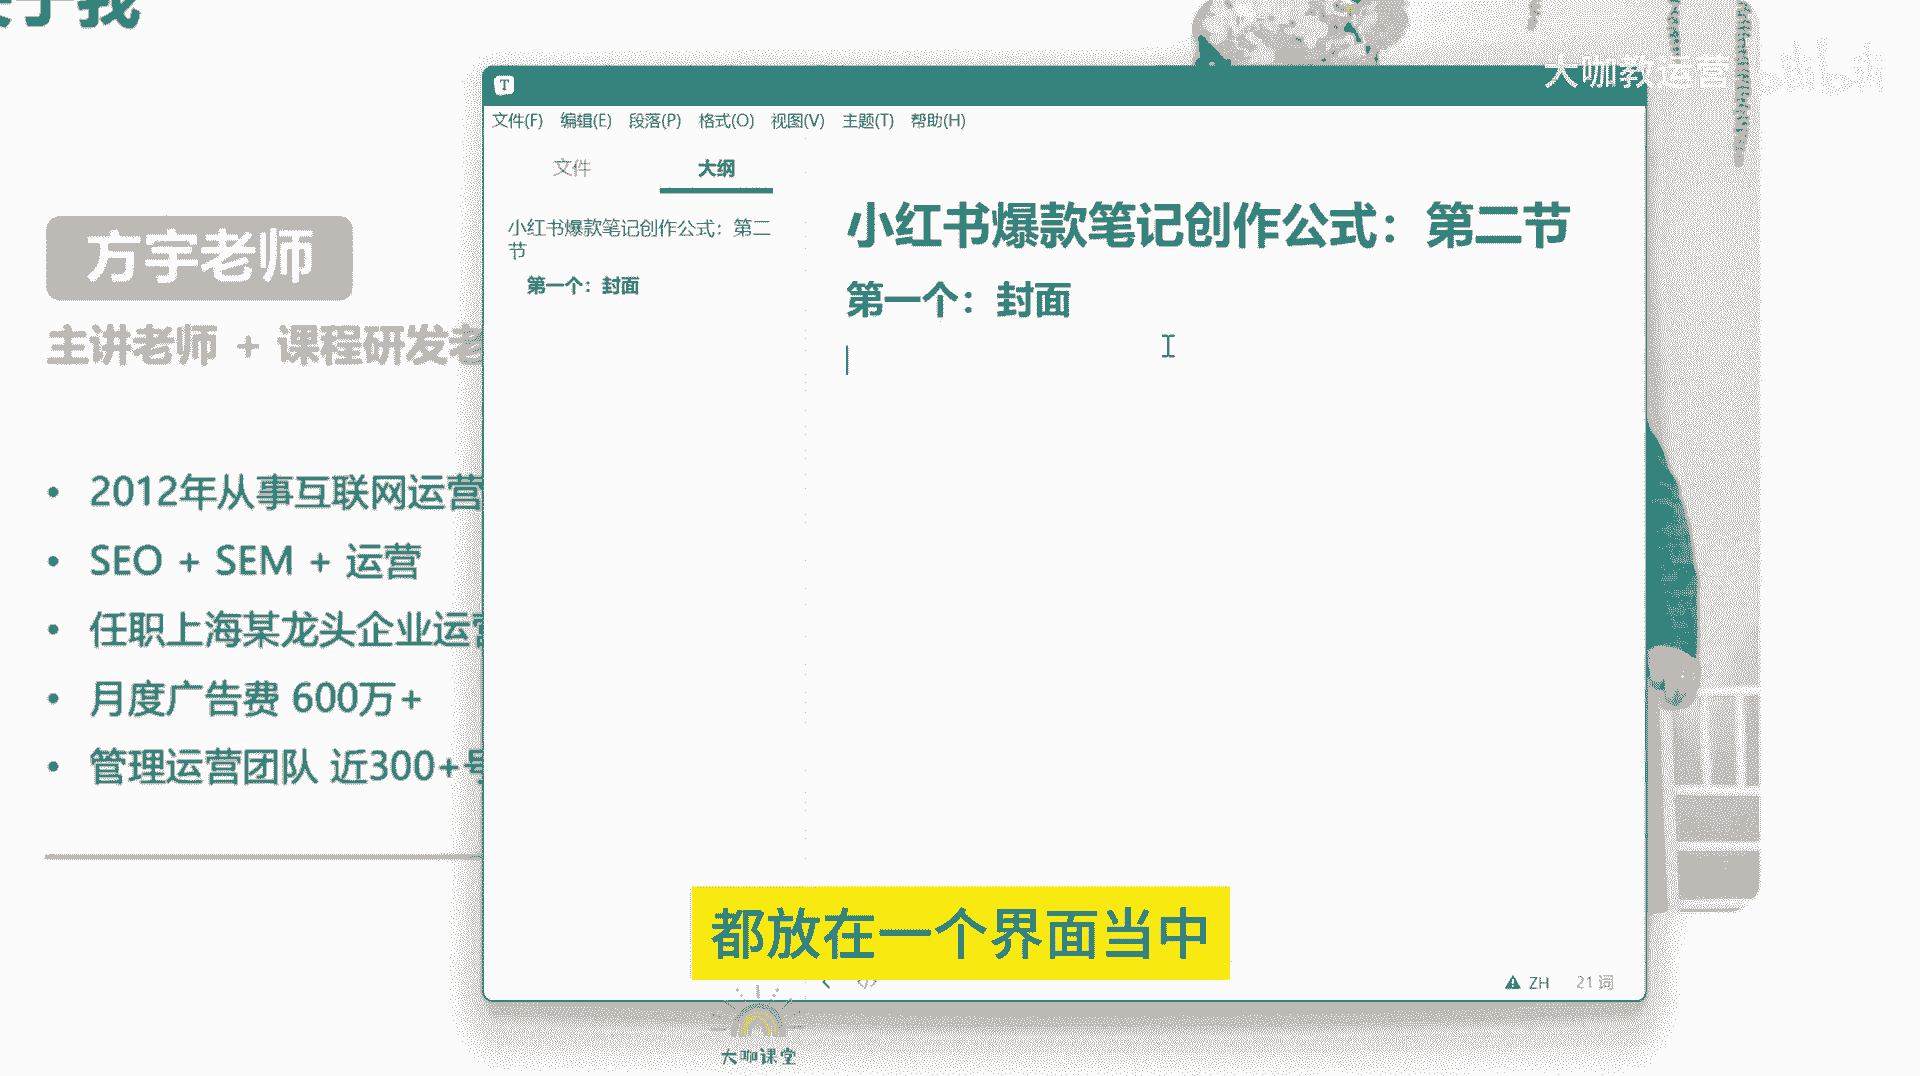 关于我
大咖教运营
bilibili
T
文件(F) 编辑(E) 段落(P) 格式(O) 视图(V) 主题(T) 帮助(H)
文件 大纲
小红书爆款笔记创作公式：第二
节
第一个：封面
小红书爆款笔记创作公式：第二节
第一个：封面
方宇老师
主讲老师 + 课程研发老
• 2012年从事互联网运营
• SEO + SEM + 运营
• 任职上海某龙头企业运营
• 月度广告费 600万+
• 管理运营团队 近300+号
都放在一个界面当中
ZH 21 词
大咖课堂